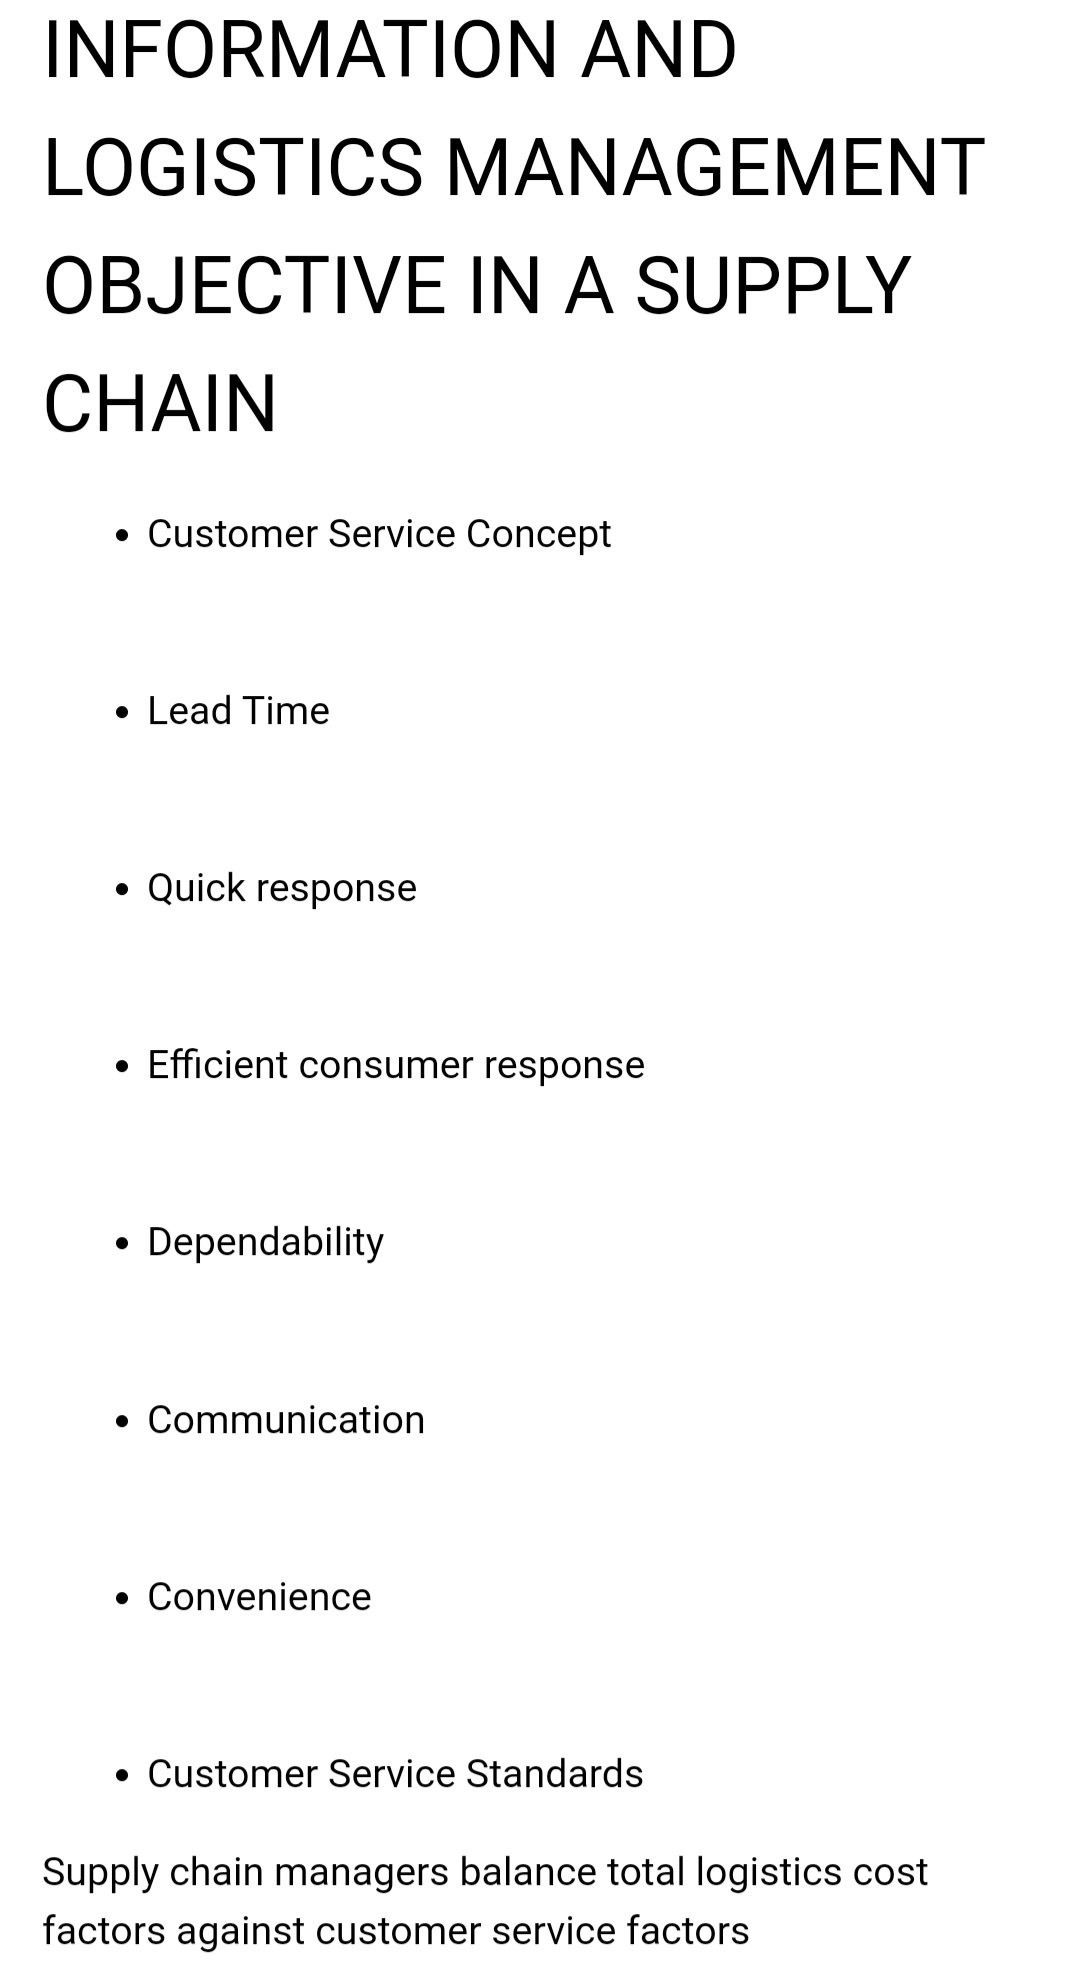 INFORMATION AND
LOGISTICS MANAGEMENT
OBJECTIVE IN A SUPPLY
CHAIN
• Customer Service Concept
• Lead Time
• Quick response
• Efficient consumer response
• Dependability
• Communication
• Convenience
• Customer Service Standards
Supply chain managers balance total logistics cost
factors against customer service factors